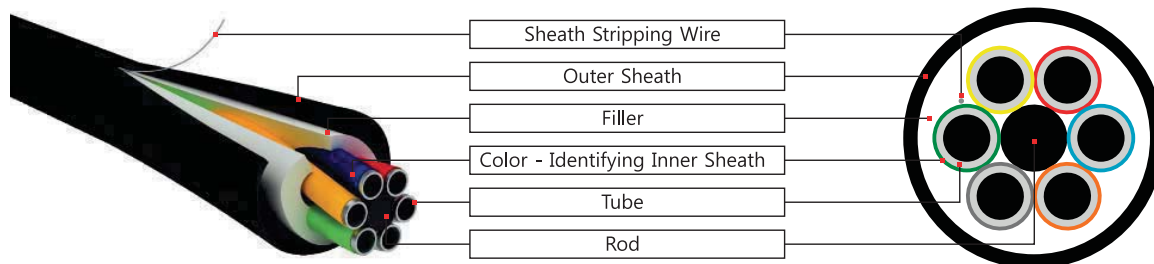 Sheath Stripping Wire
Outer Sheath
Filler
Color - Identifying Inner Sheath
Tube
Rod